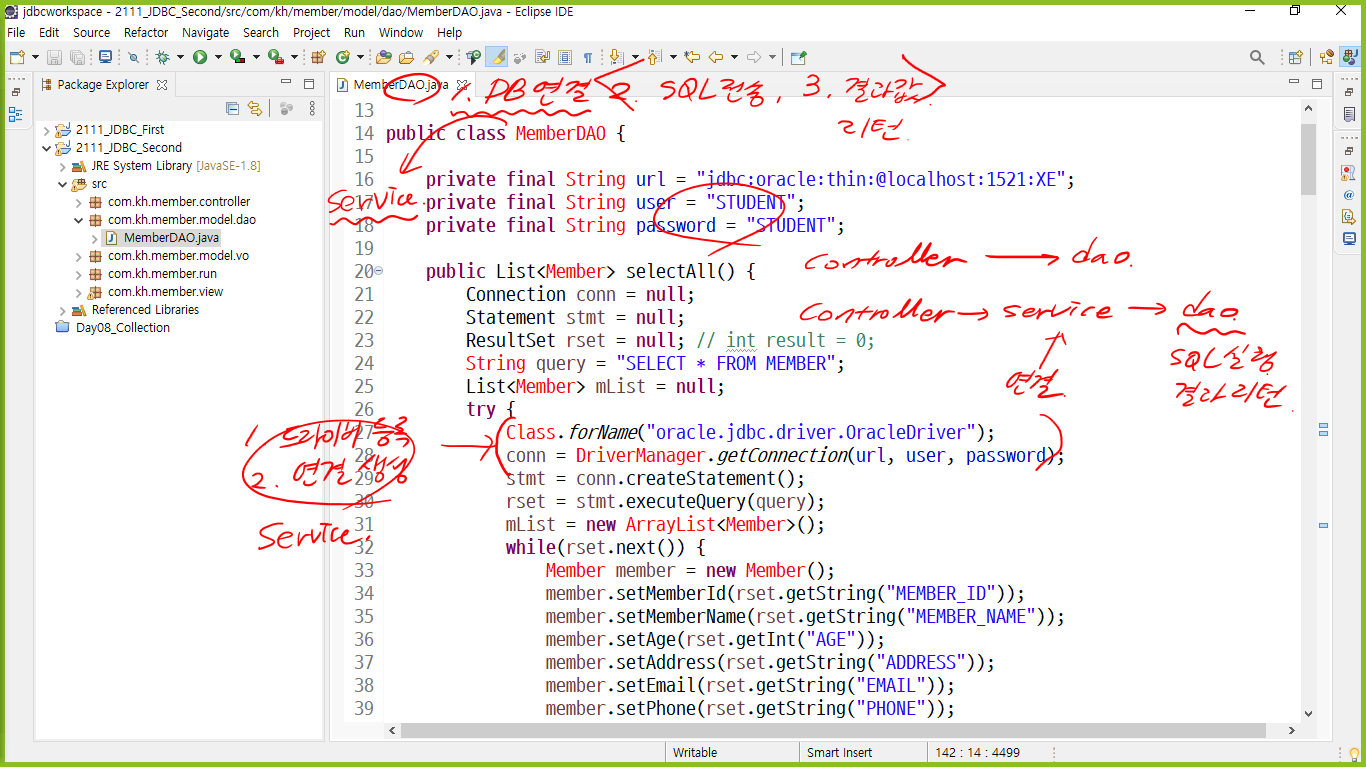 jdbcworkspace - 2111_JDBC_Second/src/com/kh/member/model/dao/MemberDAO.java - Eclipse IDE
File Edit Source Refactor Navigate Search Project Run Window Help
Package Explorer
2111_JDBC_First
2111_JDBC_Second
JRE System Library [JavaSE-1.8]
src
com.kh.member.controller
com.kh.member.model.dao
MemberDAO.java
com.kh.member.model.vo
com.kh.member.run
com.kh.member.view
Referenced Libraries
Day08_Collection
MemberDAO.java
1. DB연결 2. SQL전송, 3. 결과값
리턴
13
14 public class MemberDAO {
15
16 private final String url = "jdbc:oracle:thin:@localhost:1521:XE";
17 private final String user = "STUDENT";
18 private final String password = "STUDENT";
19
20 public List<Member> selectAll() {
21 Connection conn = null;
22 Statement stmt = null;
23 ResultSet rset = null; // int result = 0;
24 String query = "SELECT * FROM MEMBER";
25 List<Member> mList = null;
26 try {
27 Class.forName("oracle.jdbc.driver.OracleDriver");
28 conn = DriverManager.getConnection(url, user, password);
29 stmt = conn.createStatement();
30 rset = stmt.executeQuery(query);
31 mList = new ArrayList<Member>();
32 while(rset.next()) {
33 Member member = new Member();
34 member.setMemberId(rset.getString("MEMBER_ID"));
35 member.setMemberName(rset.getString("MEMBER_NAME"));
36 member.setAge(rset.getInt("AGE"));
37 member.setAddress(rset.getString("ADDRESS"));
38 member.setEmail(rset.getString("EMAIL"));
39 member.setPhone(rset.getString("PHONE"));
Service
Controller → dao
Controller → service → dao
연결
SQL실행
결과리턴
1 드라이버 등록
2. 연결 생성
Service.
Writable Smart Insert 142 : 14 : 4499